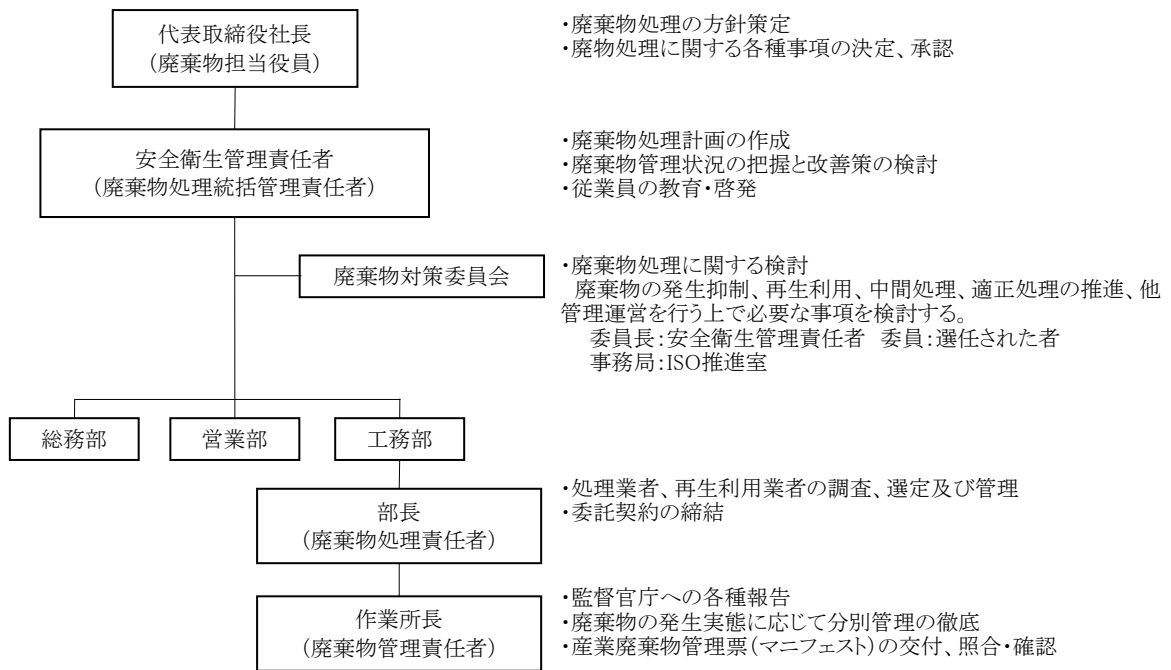 代表取締役社長
(廃棄物担当役員)
・廃棄物処理の方針策定
・廃物処理に関する各種事項の決定、承認
安全衛生管理責任者
(廃棄物処理統括管理責任者)
・廃棄物処理計画の作成
・廃棄物管理状況の把握と改善策の検討
・従業員の教育・啓発
廃棄物対策委員会
・廃棄物処理に関する検討
廃棄物の発生抑制、再生利用、中間処理、適正処理の推進、他
管理運営を行う上で必要な事項を検討する。
委員長:安全衛生管理責任者 委員:選任された者
事務局:ISO推進室
総務部
営業部
工務部
部長
(廃棄物処理責任者)
・処理業者、再生利用業者の調査、選定及び管理
・委託契約の締結
作業所長
(廃棄物管理責任者)
・監督官庁への各種報告
・廃棄物の発生実態に応じて分別管理の徹底
・産業廃棄物管理票(マニフェスト)の交付、照合・確認